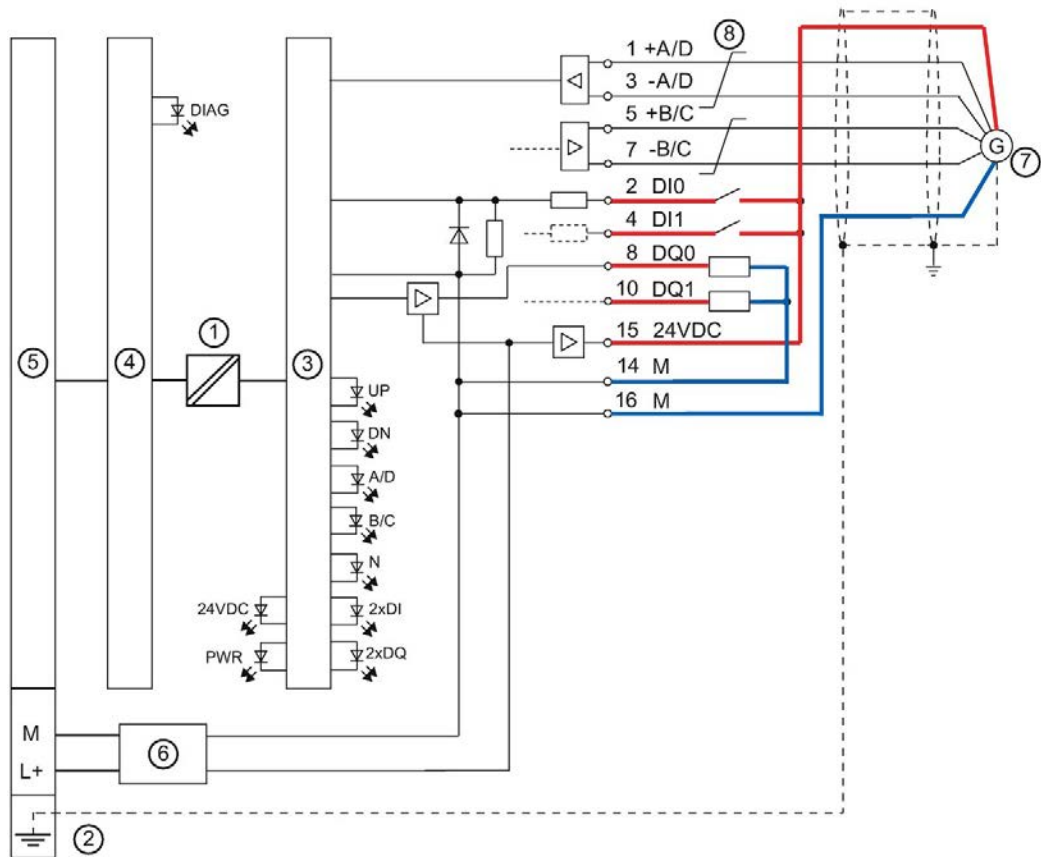 ⑧
1 +A/D
3 -A/D
5 +B/C
7 -B/C
G
⑦
DIAG
2 DI0
4 DI1
8 DQ0
10 DQ1
①
15 24VDC
⑤
④
③
14 M
16 M
UP
DN
A/D
B/C
N
24VDC
2xDI
PWR
2xDQ
M
L+
⑥
②